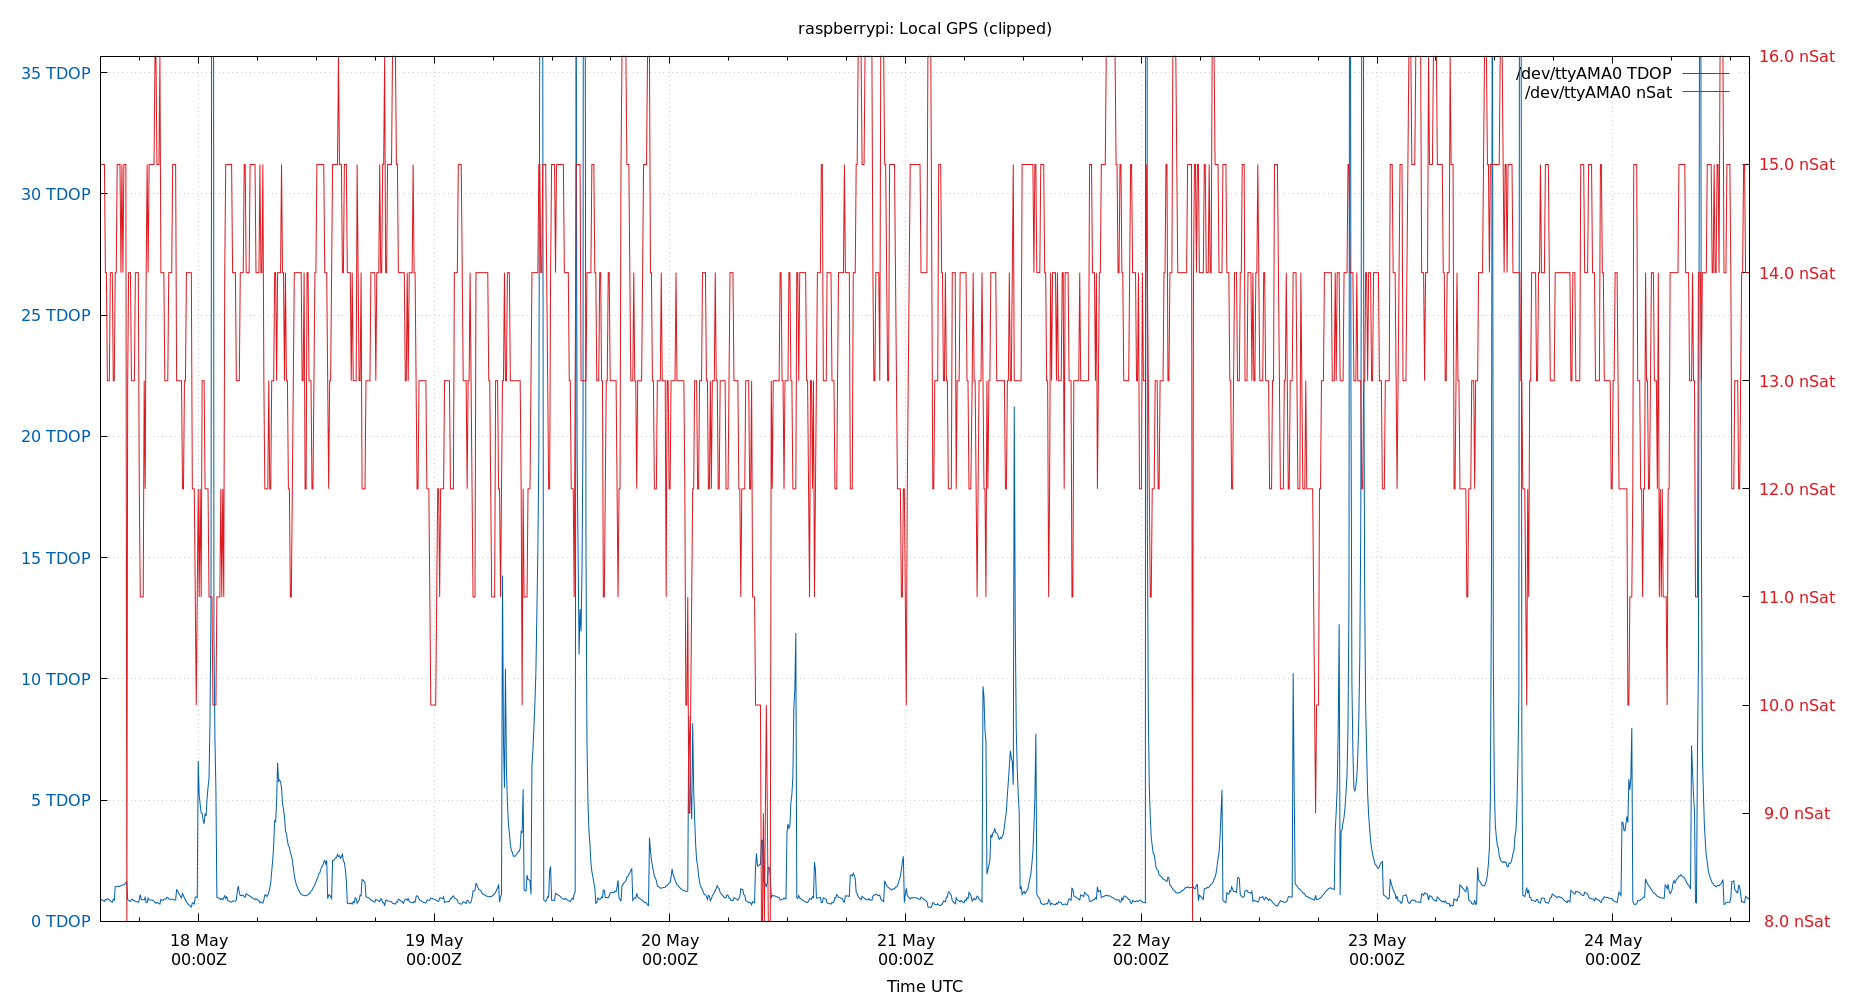 raspberrypi: Local GPS (clipped)
35 TDOP
30 TDOP
25 TDOP
20 TDOP
15 TDOP
10 TDOP
5 TDOP
0 TDOP
16.0 nSat
15.0 nSat
14.0 nSat
13.0 nSat
12.0 nSat
11.0 nSat
10.0 nSat
9.0 nSat
8.0 nSat
/dev/ttyAMA0 TDOP
/dev/ttyAMA0 nSat
18 May
00:00Z
19 May
00:00Z
20 May
00:00Z
21 May
00:00Z
22 May
00:00Z
23 May
00:00Z
24 May
00:00Z
Time UTC